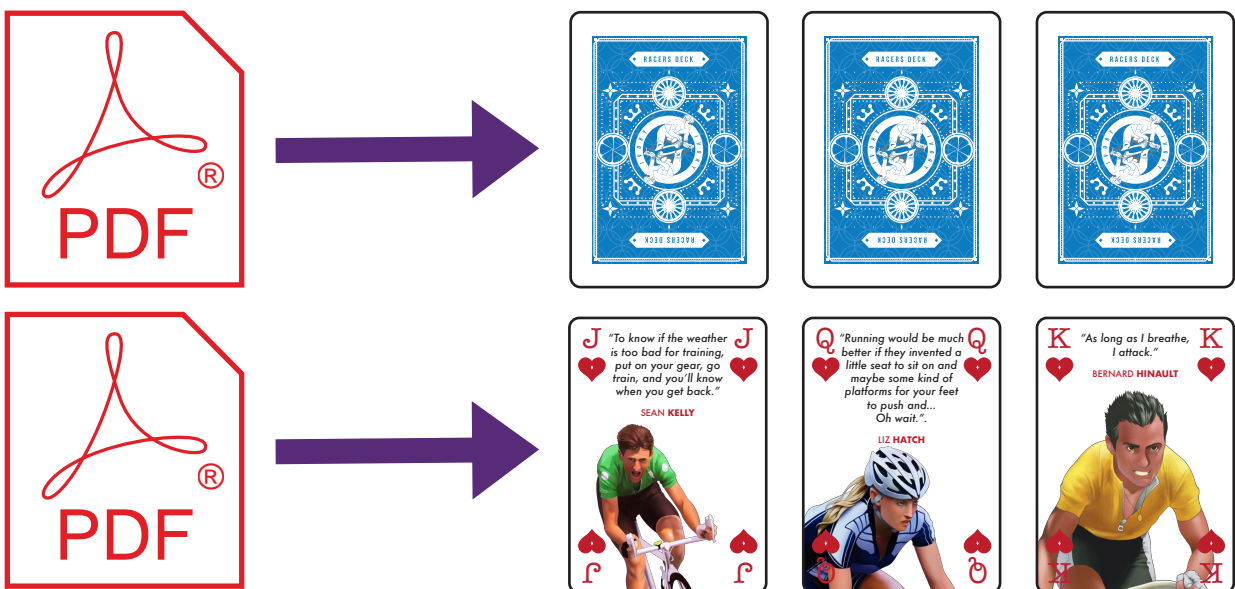 ®
PDF
RACERS DECK
RACERS DECK
RACERS DECK
RACERS DECK
RACERS DECK
RACERS DECK
®
PDF
J
J
"To know if the weather
is too bad for training,
put on your gear, go
train, and you'll know
when you get back."
SEAN KELLY
J
J
Q
Q
"Running would be much
better if they invented a
little seat to sit on and
maybe some kind of
platforms for your feet
to push and...
Oh wait.".
LIZ HATCH
Q
Q
K
K
"As long as I breathe,
I attack."
BERNARD HINAULT
K
K